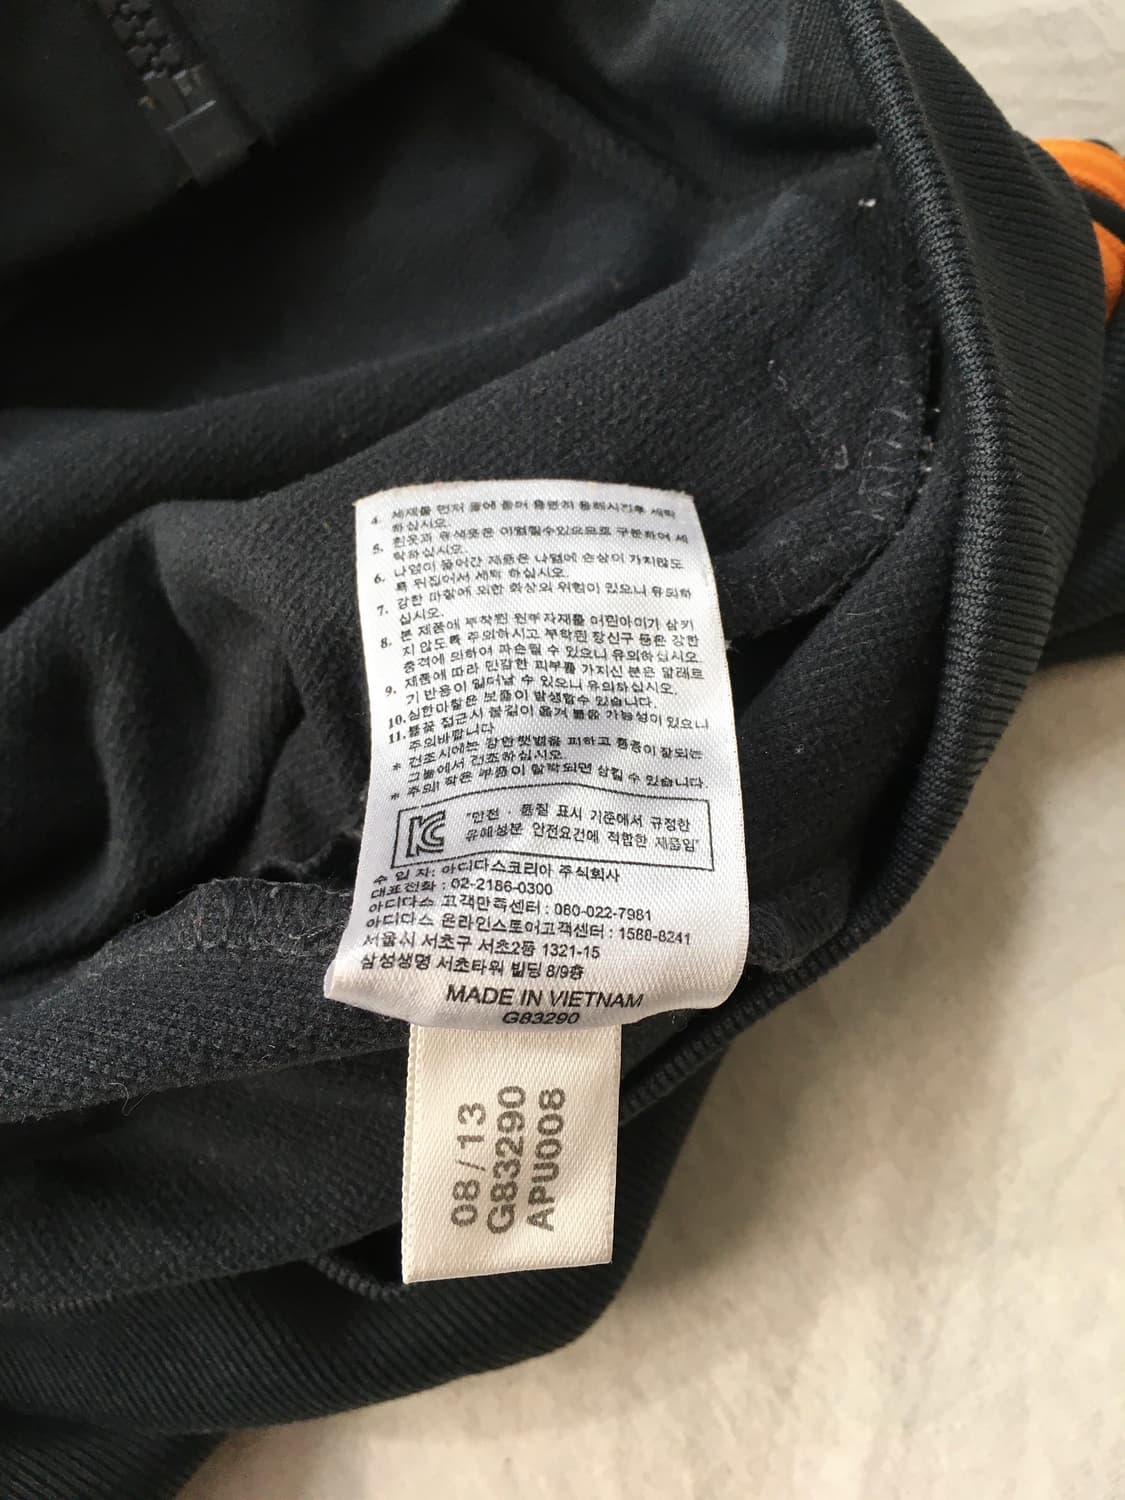 4. 세제를 먼저 물에 풀어 충분히 용해시킨후 세탁
하십시오.
5. 흰옷과 유색옷은 이염될수있으므로 구분하여 세
탁하십시오.
6. 나염이 들어간 제품은 나염에 손상이 가지않도
록 뒤집어서 세탁 하십시오.
7. 강한 마찰에 의한 화상의 위험이 있으니 유의하
십시오.
8. 본 제품에 부착된 원부자재를 어린아이가 삼키
지 않도록 주의하시고 부착된 장신구 등은 강한
충격에 의하여 파손될 수 있으니 유의하십시오.
9. 제품에 따라 민감한 피부를 가지신 분은 알레르
기 반응이 일어날 수 있으니 유의하십시오.
10. 심한마찰은 보풀이 발생할수 있습니다.
11. 불꽃 접근시 불길이 옮겨 붙을 가능성이 있으니
주의바랍니다
* 건조시에는 강한햇볕을 피하고 통풍이 잘되는
그늘에서 건조하십시오.
* 주의! 작은 부품이 탈락되면 삼킬 수 있습니다
"안전 · 품질 표시 기준에서 규정한
유해성분 안전요건에 적합한 제품임"
수 입 자: 아디다스코리아 주식회사
대표전화 : 02-2186-0300
아디다스 고객만족센터 : 080-022-7981
아디다스 온라인스토어고객센터 : 1588-8241
서울시 서초구 서초2동 1321-15
삼성생명 서초타워 빌딩 8/9층
MADE IN VIETNAM
G83290
08/13
G83290
APU008